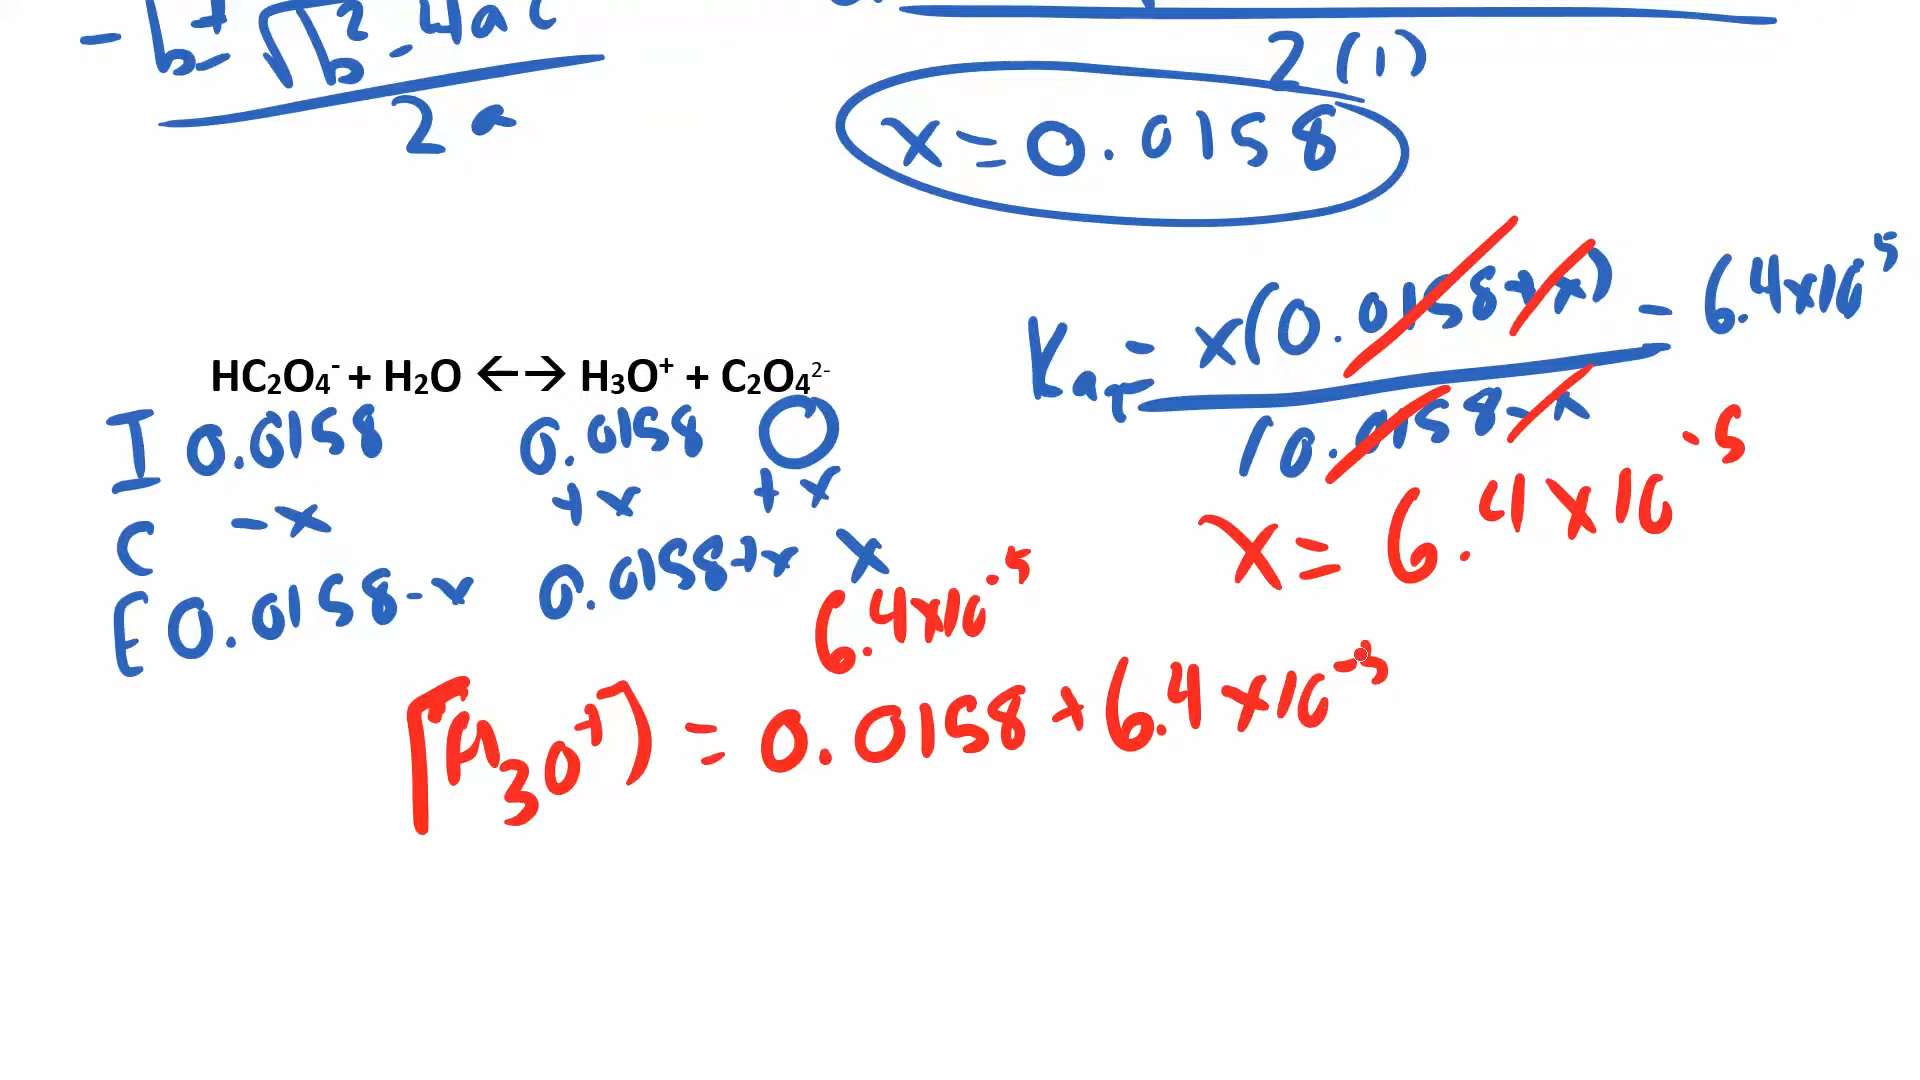 -b ± √b² - 4ac
2a
2(1)
x = 0.0158
HC₂O₄⁻ + H₂O ←→ H₃O⁺ + C₂O₄²⁻
I 0.0158 0.0158 0
C -x +x +x
E 0.0158-x 0.0158+x x
6.4x10⁻⁵
Ka₂ = x(0.0158+x) = 6.4x10⁻⁵
(0.0158-x
x = 6.4x10⁻⁵
[H₃O⁺] = 0.0158 + 6.4x10⁻⁵